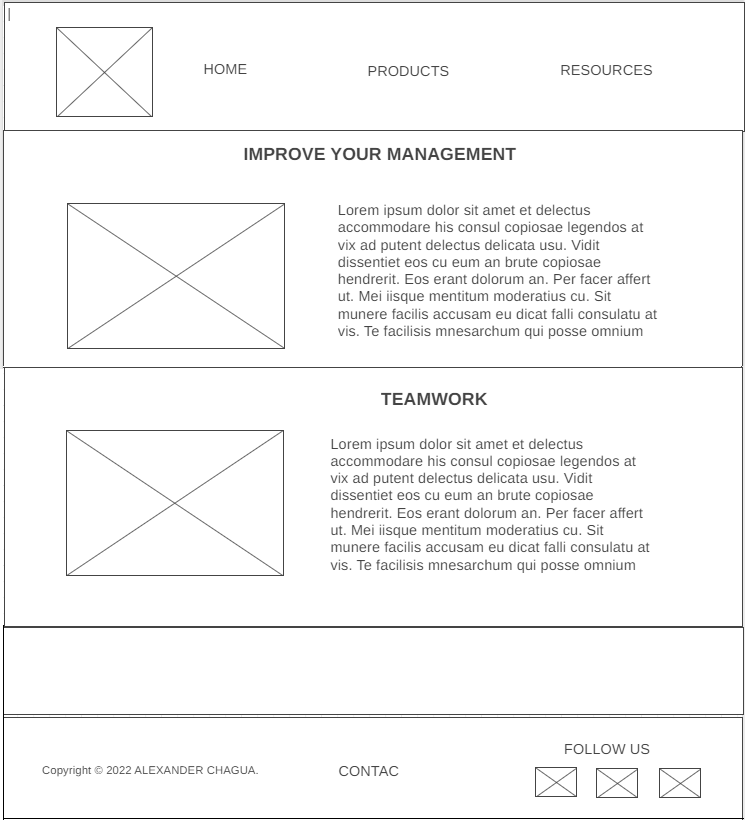 HOME
PRODUCTS
RESOURCES
IMPROVE YOUR MANAGEMENT
Lorem ipsum dolor sit amet et delectus
accommodare his consul copiosae legendos at
vix ad putent delectus delicata usu. Vidit
dissentiet eos cu eum an brute copiosae
hendrerit. Eos erant dolorum an. Per facer affert
ut. Mei iisque mentitum moderatius cu. Sit
munere facilis accusam eu dicat falli consulatu at
vis. Te facilisis mnesarchum qui posse omnium
TEAMWORK
Lorem ipsum dolor sit amet et delectus
accommodare his consul copiosae legendos at
vix ad putent delectus delicata usu. Vidit
dissentiet eos cu eum an brute copiosae
hendrerit. Eos erant dolorum an. Per facer affert
ut. Mei iisque mentitum moderatius cu. Sit
munere facilis accusam eu dicat falli consulatu at
vis. Te facilisis mnesarchum qui posse omnium
FOLLOW US
Copyright © 2022 ALEXANDER CHAGUA.
CONTAC